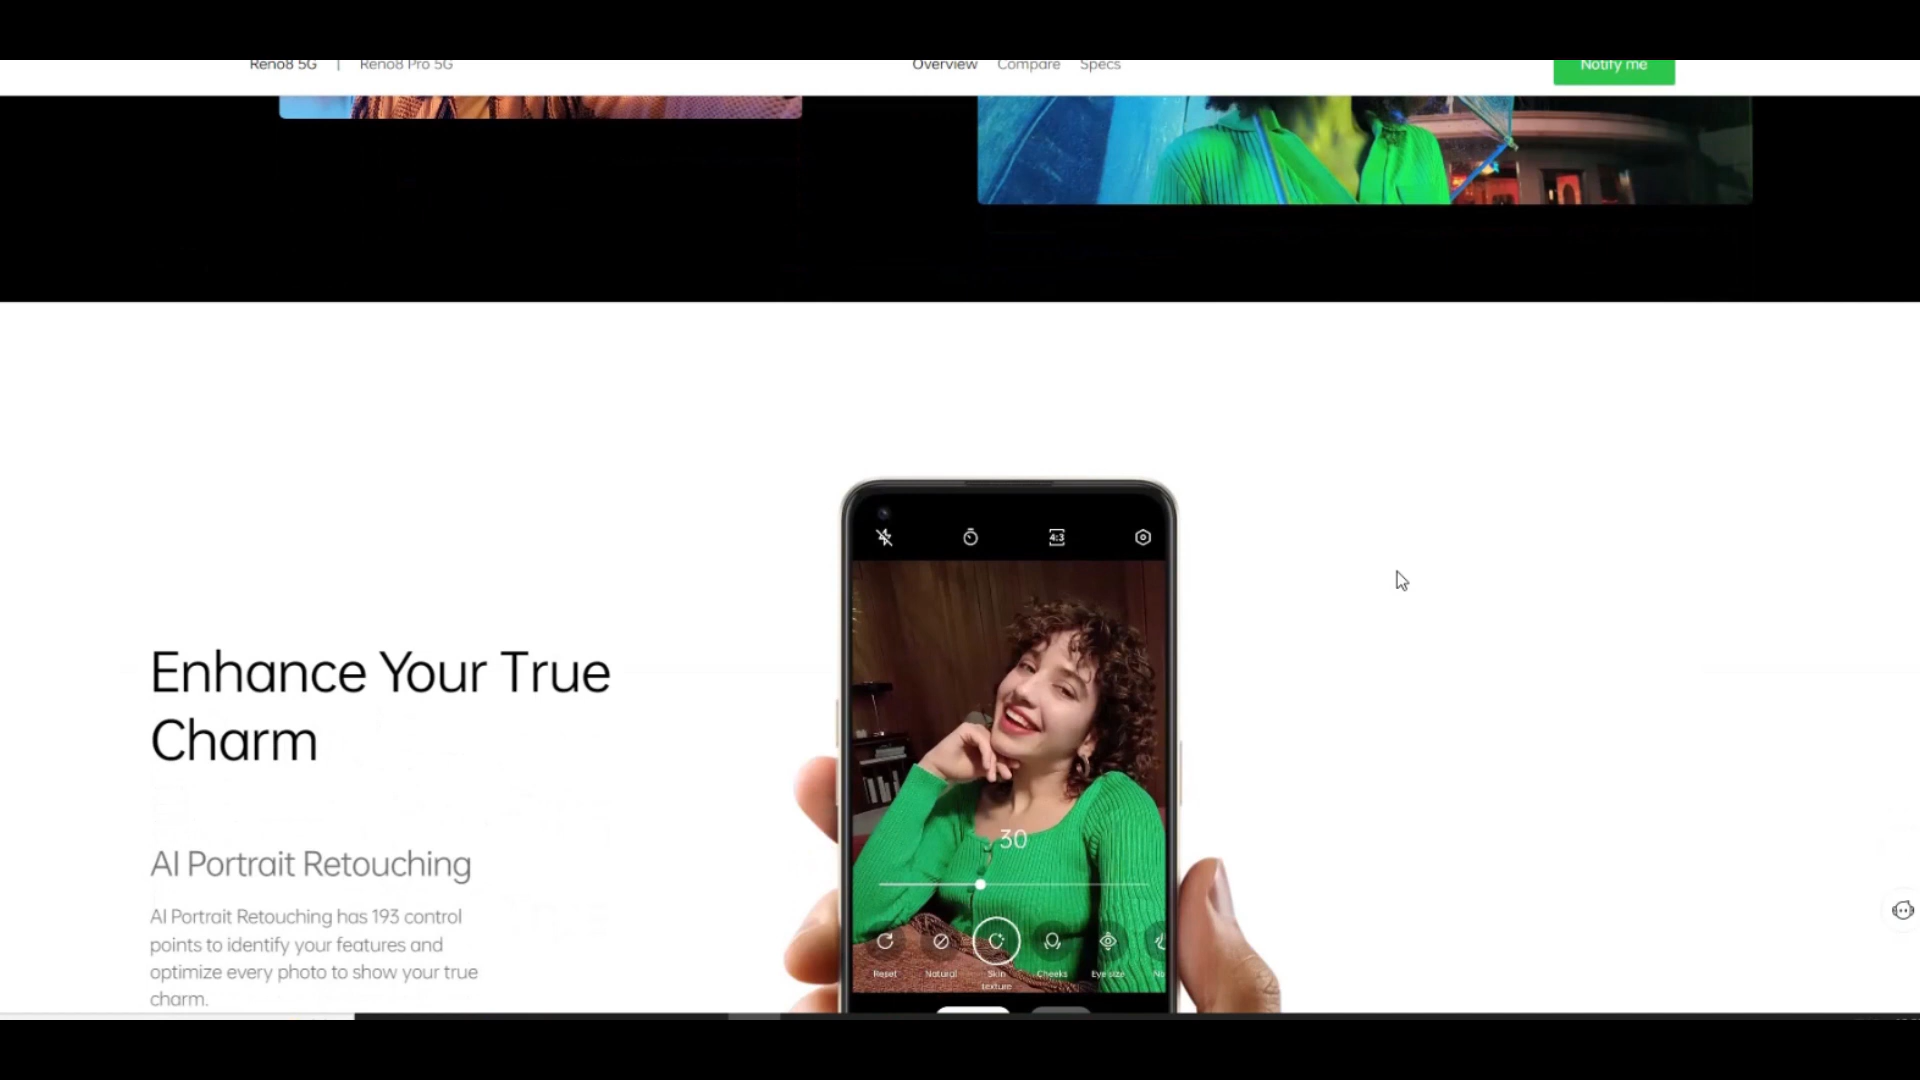 Reno8 5G | Reno8 Pro 5G Overview Compare Specs Notify me
4:3
Enhance Your True
Charm
30
AI Portrait Retouching
AI Portrait Retouching has 193 control
points to identify your features and
optimize every photo to show your true
charm.
Reset Natural Skin texture Cheeks Eye size